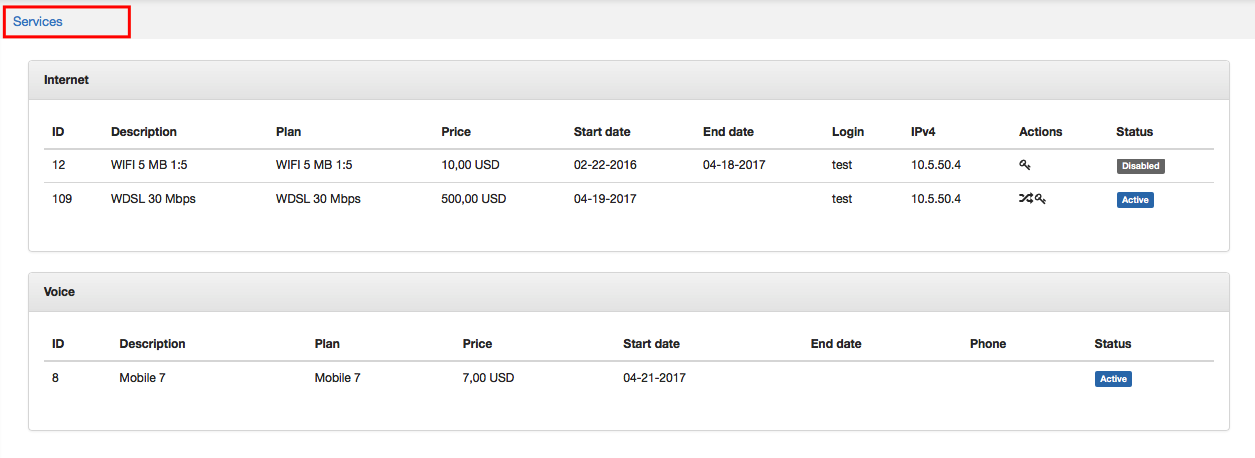 Services
Internet
ID Description Plan Price Start date End date Login IPv4 Actions Status
12 WIFI 5 MB 1:5 WIFI 5 MB 1:5 10,00 USD 02-22-2016 04-18-2017 test 10.5.50.4 Disabled
109 WDSL 30 Mbps WDSL 30 Mbps 500,00 USD 04-19-2017 test 10.5.50.4 Active
Voice
ID Description Plan Price Start date End date Phone Status
8 Mobile 7 Mobile 7 7,00 USD 04-21-2017 Active